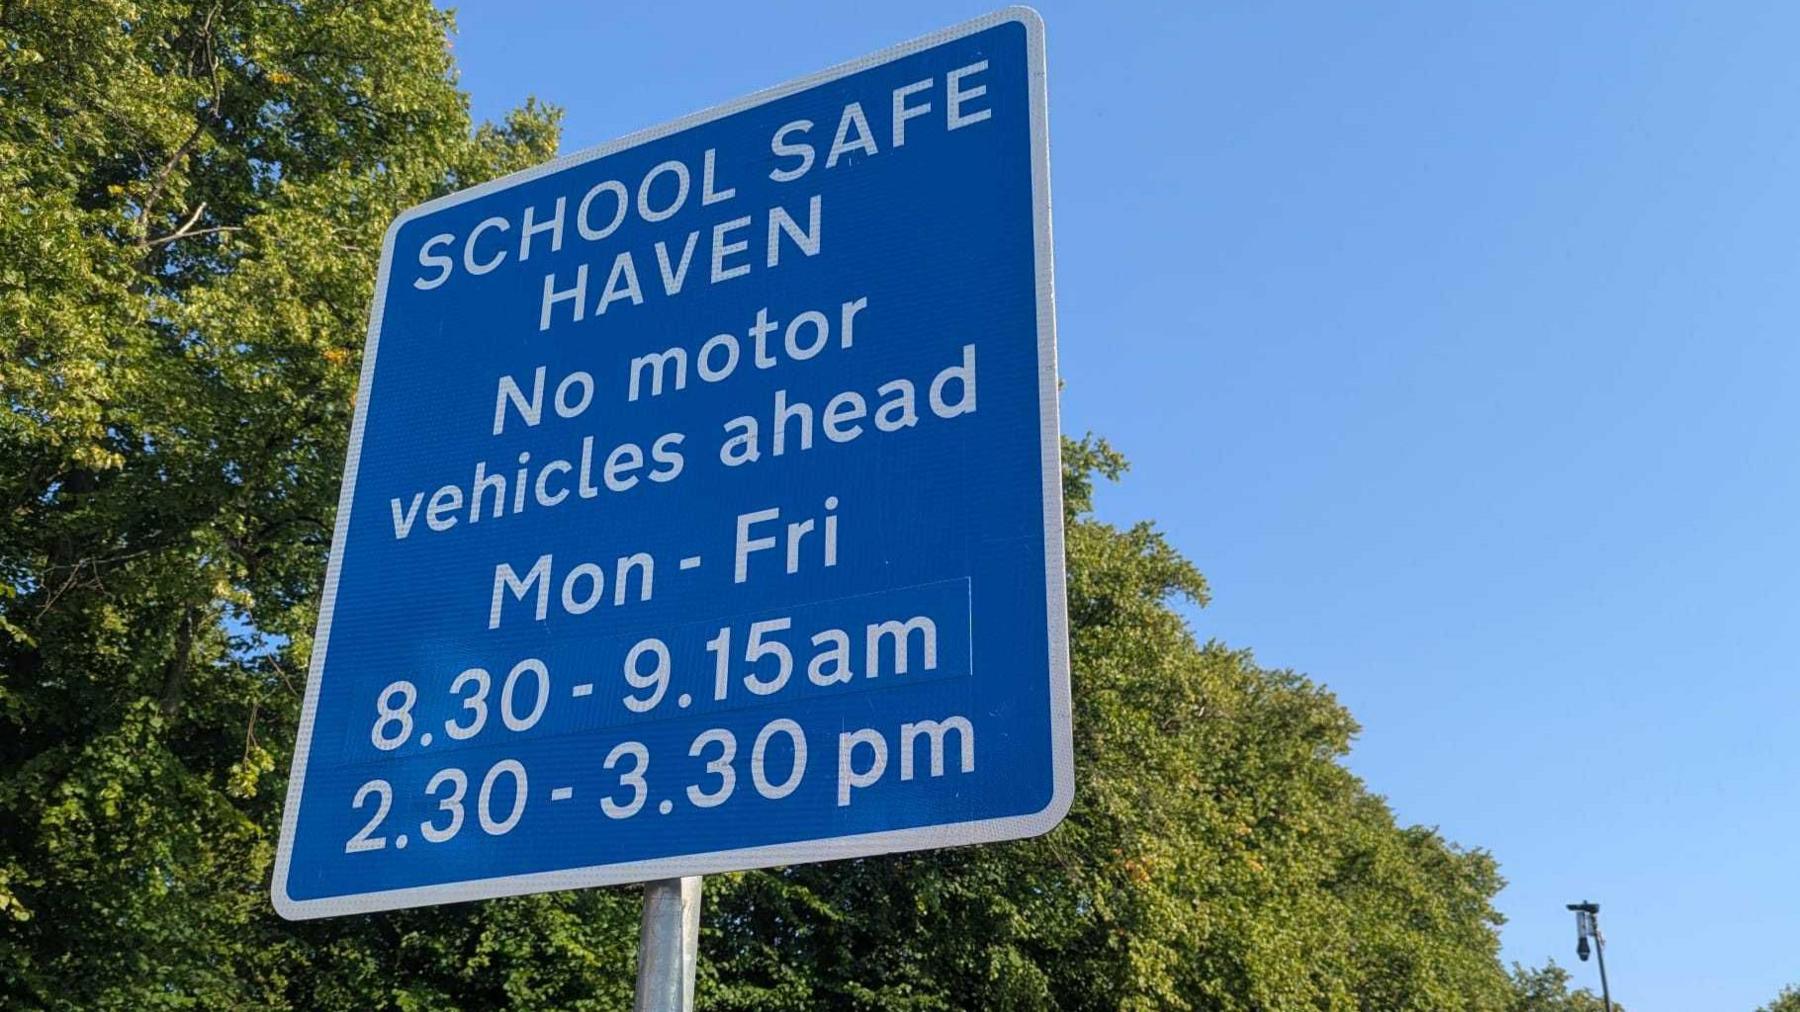 SCHOOL SAFE
HAVEN
No motor
vehicles ahead
Mon - Fri
8.30 - 9.15am
2.30 - 3.30 pm